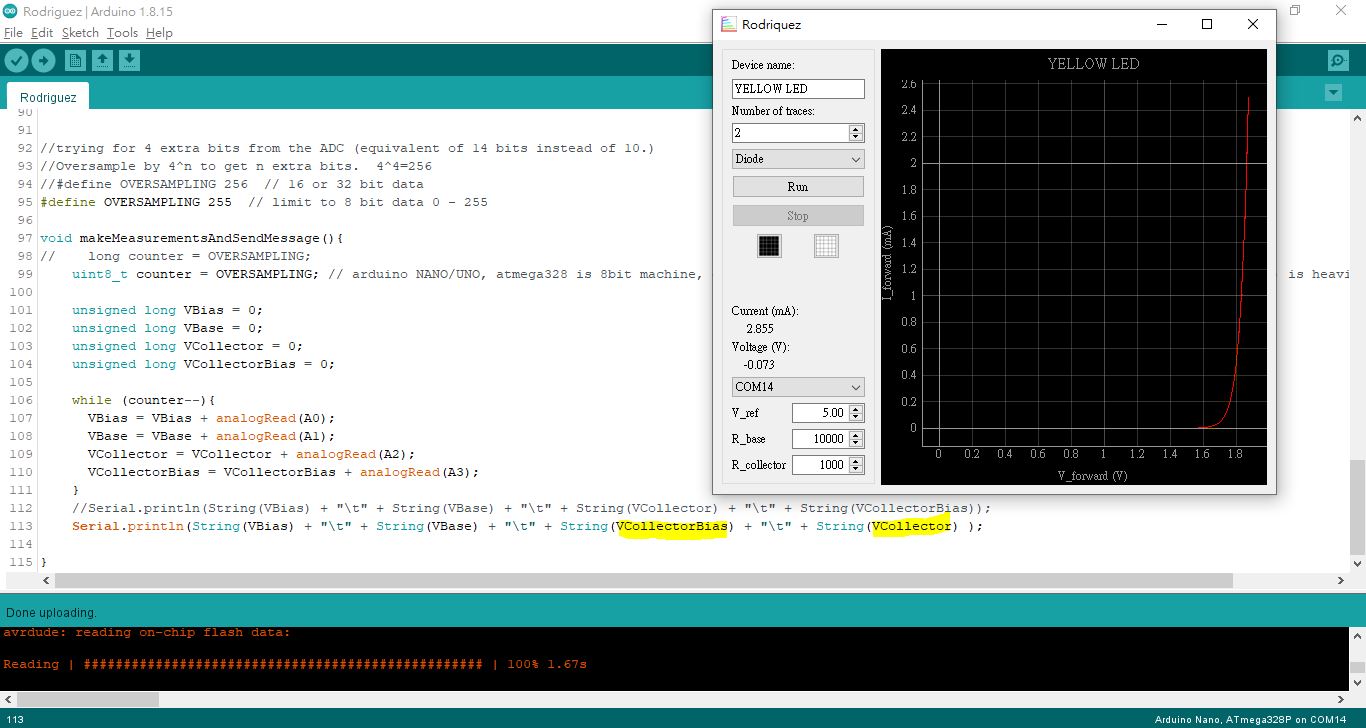 Rodriguez | Arduino 1.8.15
File Edit Sketch Tools Help
Rodriguez
90
91
92 //trying for 4 extra bits from the ADC (equivalent of 14 bits instead of 10.)
93 //Oversample by 4^n to get n extra bits.  4^4=256
94 //#define OVERSAMPLING 256  // 16 or 32 bit data
95 #define OVERSAMPLING 255  // limit to 8 bit data 0 - 255
96
97 void makeMeasurementsAndSendMessage(){
98 //    long counter = OVERSAMPLING;
99 uint8_t counter = OVERSAMPLING; // arduino NANO/UNO, atmega328 is 8bit machine, is heavi
100
101 unsigned long VBias = 0;
102 unsigned long VBase = 0;
103 unsigned long VCollector = 0;
104 unsigned long VCollectorBias = 0;
105
106 while (counter--){
107 VBias = VBias + analogRead(A0);
108 VBase = VBase + analogRead(A1);
109 VCollector = VCollector + analogRead(A2);
110 VCollectorBias = VCollectorBias + analogRead(A3);
111 }
112 //Serial.println(String(VBias) + "\t" + String(VBase) + "\t" + String(VCollector) + "\t" + String(VCollectorBias));
113 Serial.println(String(VBias) + "\t" + String(VBase) + "\t" + String(VCollectorBias) + "\t" + String(VCollector) );
114
115 }
Rodriquez
Device name:
YELLOW LED
Number of traces:
2
Diode
Run
Stop
Current (mA):
2.855
Voltage (V):
-0.073
COM14
V_ref 5.00
R_base 10000
R_collector 1000
YELLOW LED
2.6
2.4
2.2
2
1.8
1.6
1.4
1.2
1
0.8
0.6
0.4
0.2
0
I_forward (mA)
0 0.2 0.4 0.6 0.8 1 1.2 1.4 1.6 1.8
V_forward (V)
Done uploading.
avrdude: reading on-chip flash data:
Reading | ################################################## | 100% 1.67s
113
Arduino Nano, ATmega328P on COM14